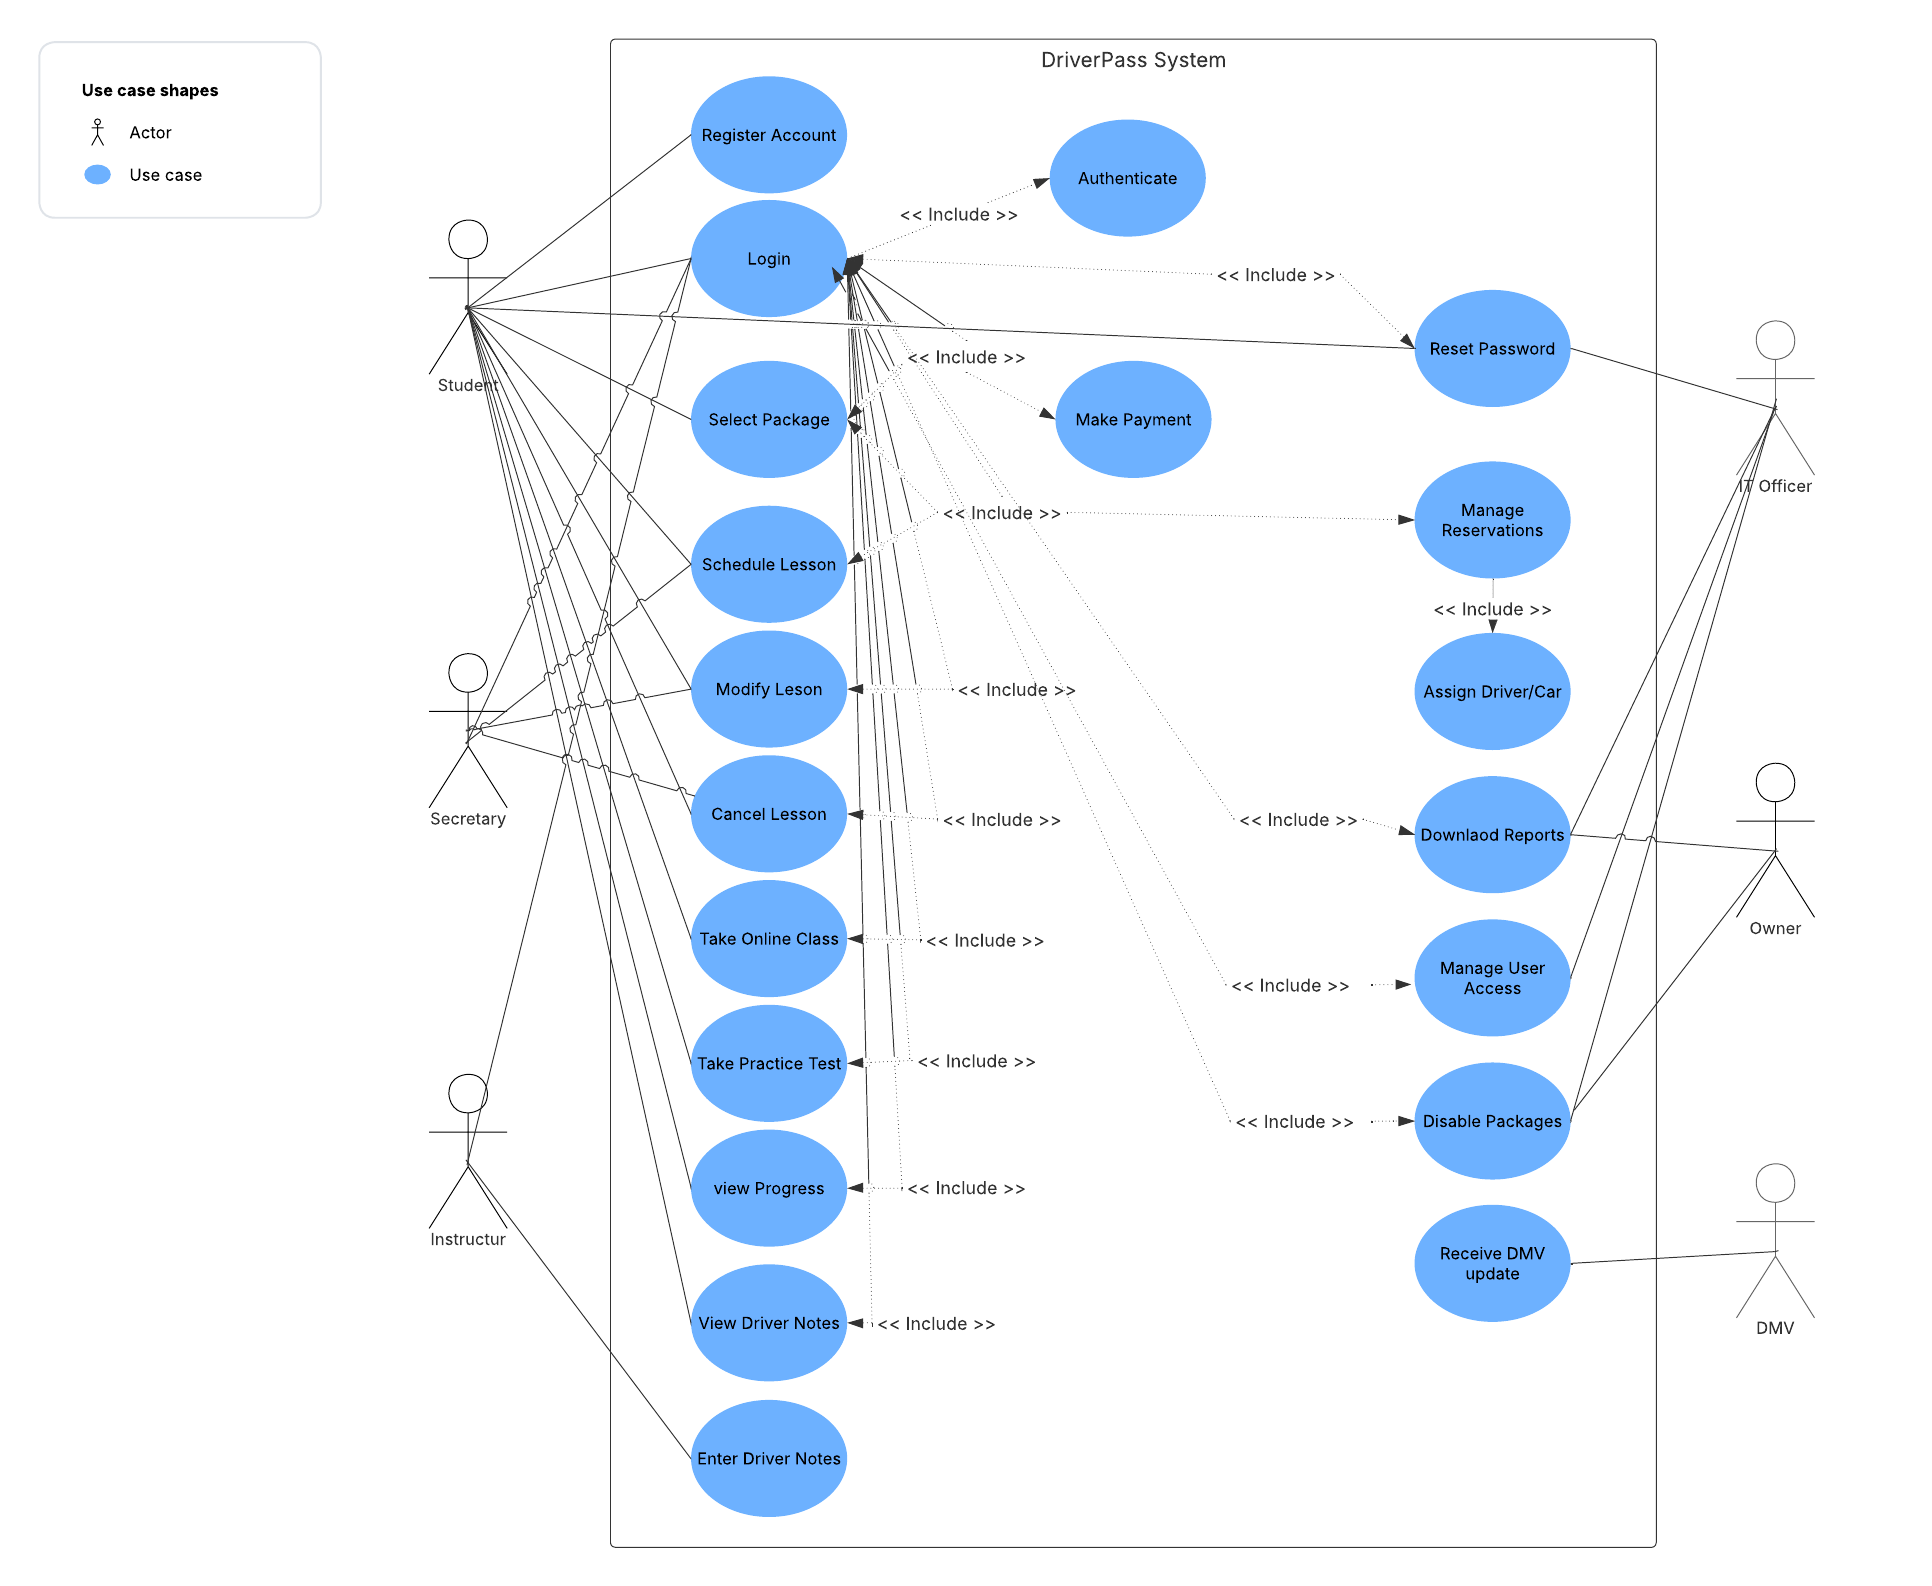 Use case shapes
Actor
Use case
DriverPass System
Register Account
Authenticate
<< Include >>
Login
<< Include >>
Reset Password
<< Include >>
Student
Select Package
Make Payment
IT Officer
<< Include >>
Manage
Reservations
Schedule Lesson
<< Include >>
Modify Leson
<< Include >>
Assign Driver/Car
Secretary
Cancel Lesson
<< Include >>
<< Include >>
Downlaod Reports
Owner
Take Online Class
<< Include >>
<< Include >>
Manage User
Access
Take Practice Test
<< Include >>
<< Include >>
Disable Packages
view Progress
<< Include >>
Instructur
Receive DMV
update
View Driver Notes
<< Include >>
DMV
Enter Driver Notes